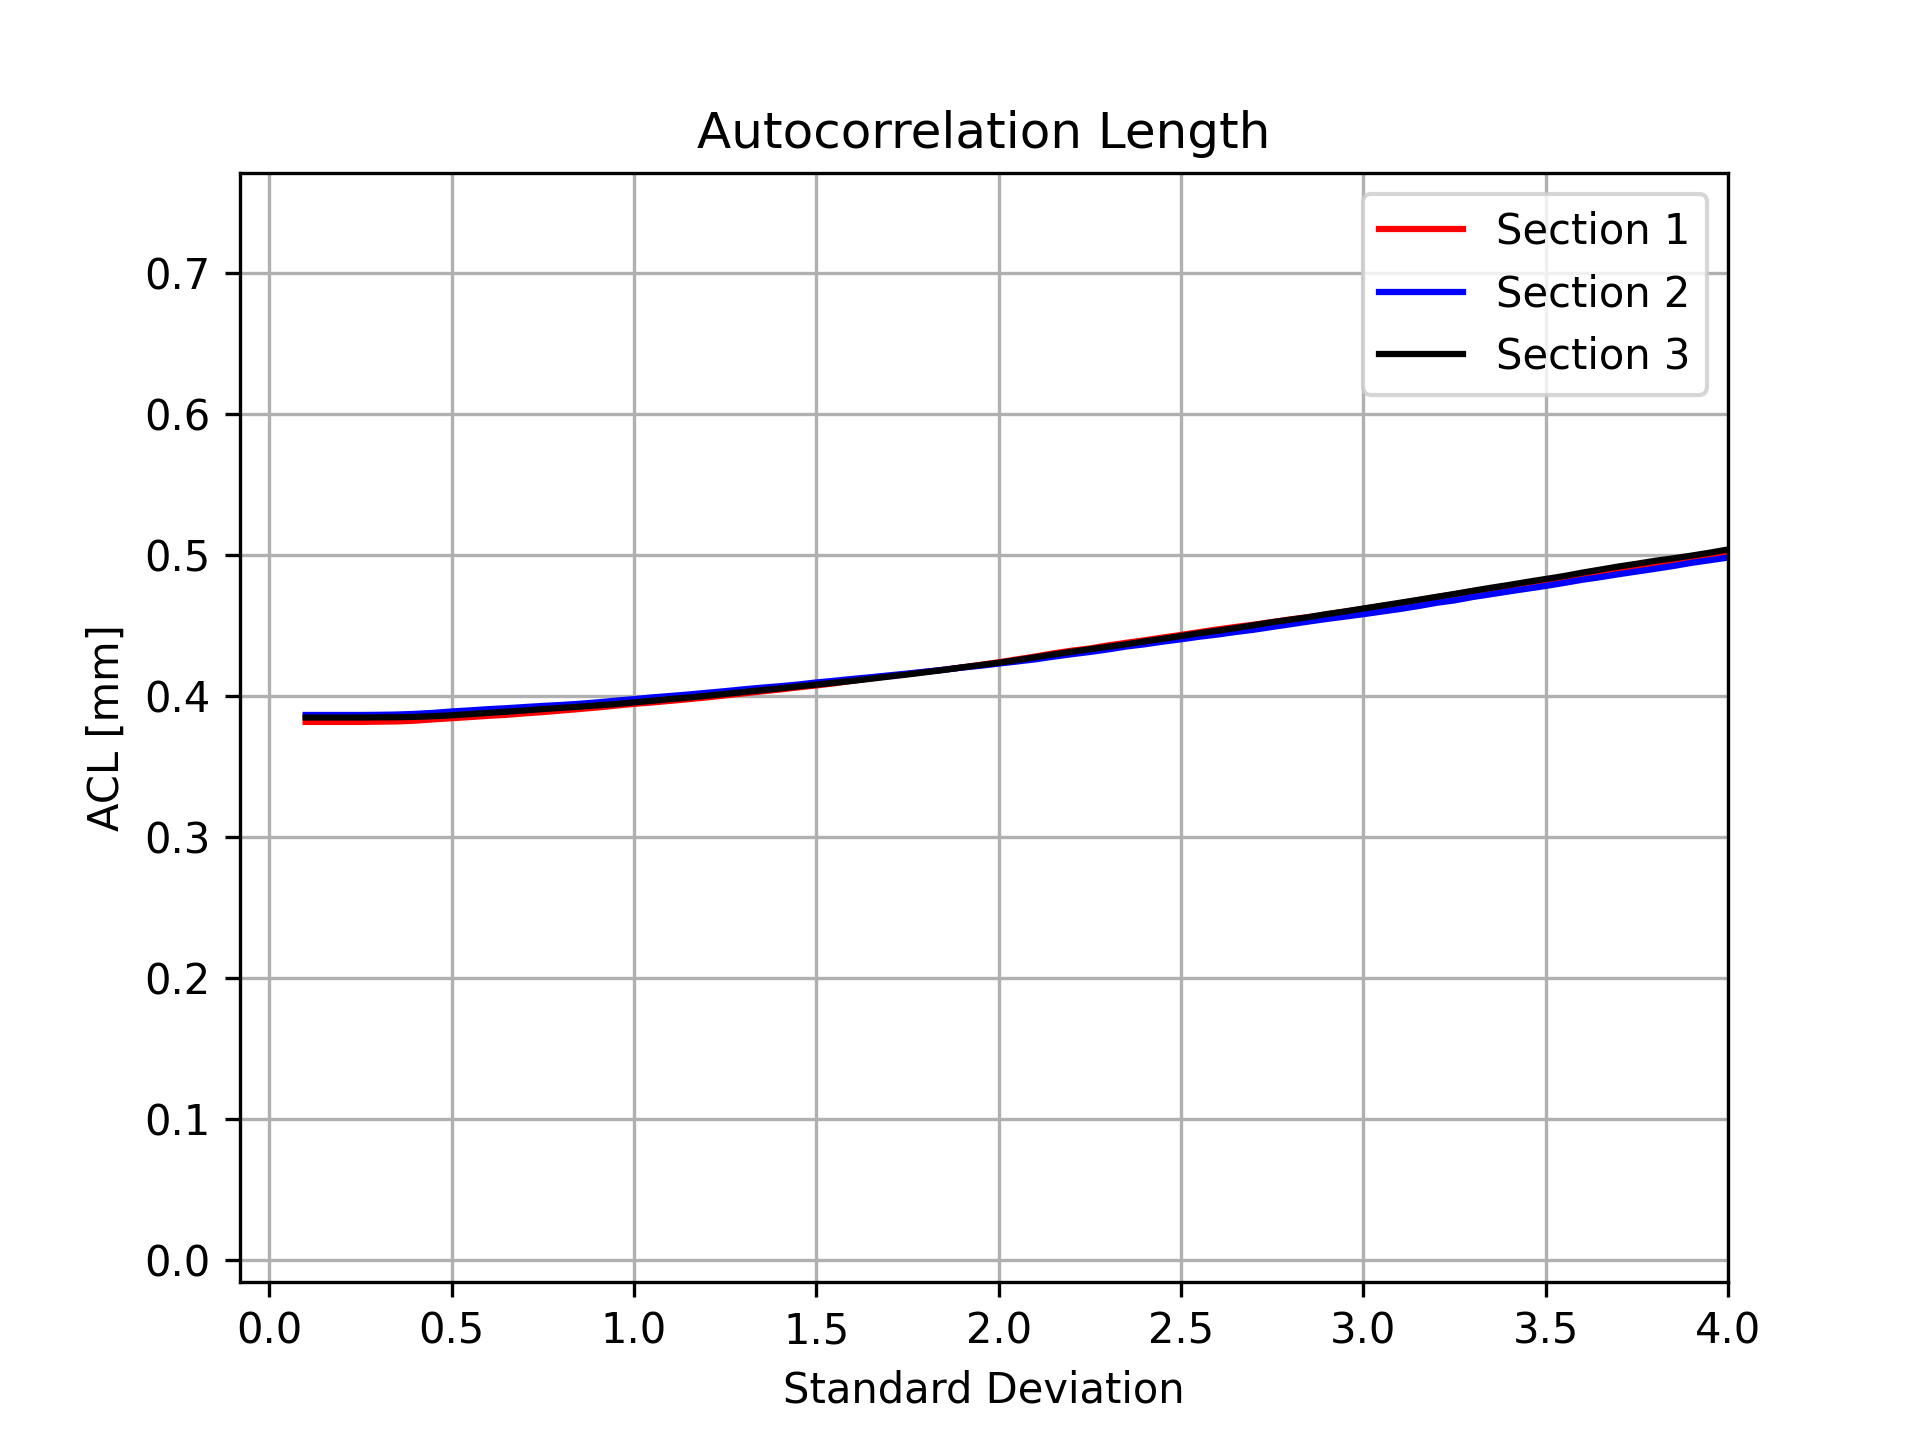 Autocorrelation Length
Section 1
Section 2
Section 3
0.7
0.6
0.5
0.4
0.3
0.2
0.1
0.0
ACL [mm]
0.0 0.5 1.0 1.5 2.0 2.5 3.0 3.5 4.0
Standard Deviation